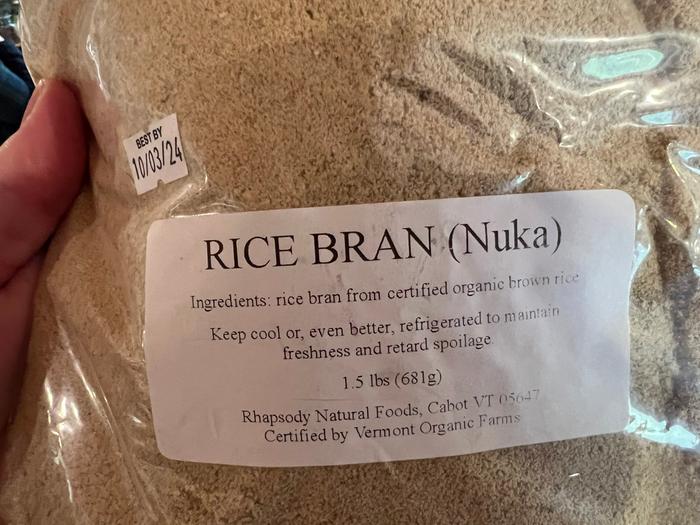 BEST BY
10/03/24
RICE BRAN (Nuka)
Ingredients: rice bran from certified organic brown rice
Keep cool or, even better, refrigerated to maintain
freshness and retard spoilage.
1.5 lbs (681g)
Rhapsody Natural Foods, Cabot VT 05647
Certified by Vermont Organic Farms